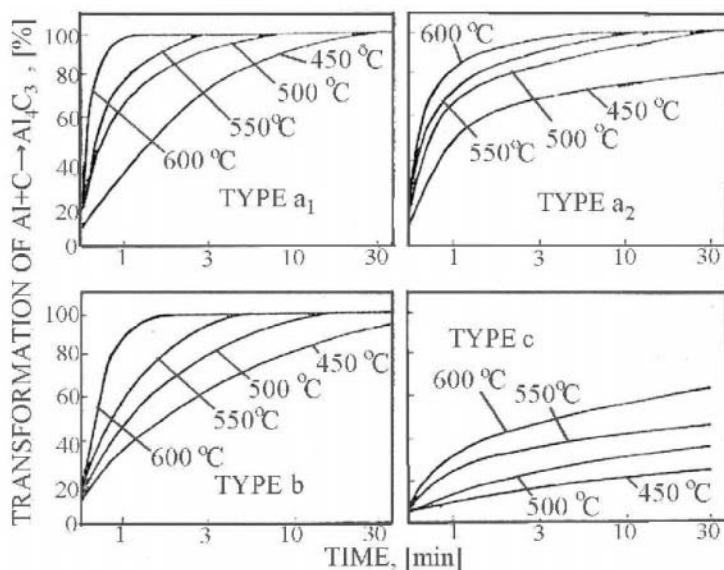 TRANSFORMATION OF Al+C→Al₄C₃ , [%]
100
80
60
40
20
0
450 °C
500 °C
550 °C
600 °C
TYPE a₁
1
3
10
30
600 °C
450 °C
500 °C
550°C
TYPE a₂
1
3
10
30
100
80
60
40
20
0
450 °C
500 °C
550°C
600 °C
TYPE b
1
3
10
30
TYPE c
600 °C
550°C
500 °C
450 °C
1
3
10
30
TIME, [min]